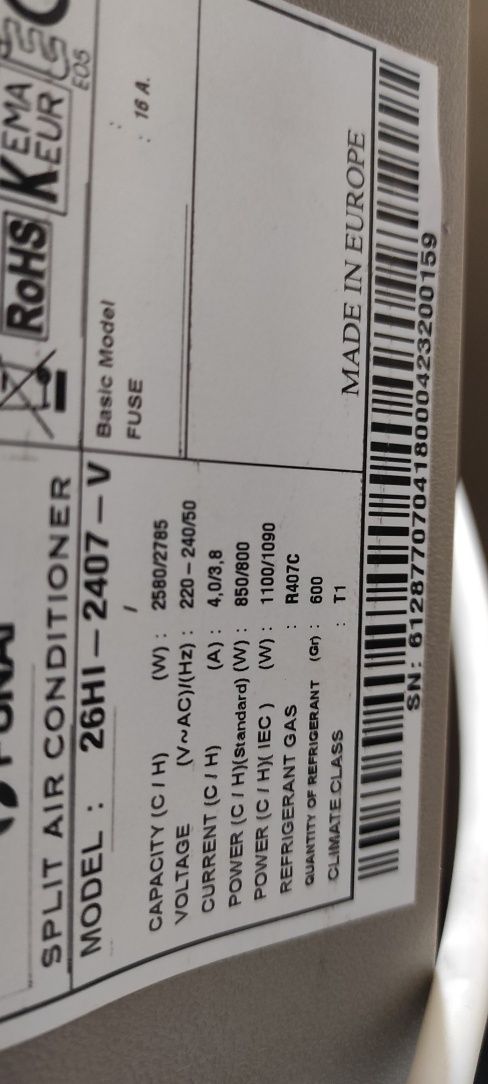 SPLIT AIR CONDITIONER
MODEL : 26HI-2407-V
/
CAPACITY (C / H) (W) : 2580/2785
VOLTAGE (V~AC)/(Hz) : 220-240/50
CURRENT (C / H) (A) : 4,0/3,8
POWER (C / H)(Standard) (W) : 850/800
POWER (C / H)( IEC ) (W) : 1100/1090
REFRIGERANT GAS : R407C
QUANTITY OF REFRIGERANT (Gr) : 600
CLIMATE CLASS : T1
RoHS
KEMA
KEUR
E05
Basic Model :
FUSE : 16 A.
MADE IN EUROPE
SN: 6128770704180004232 00159